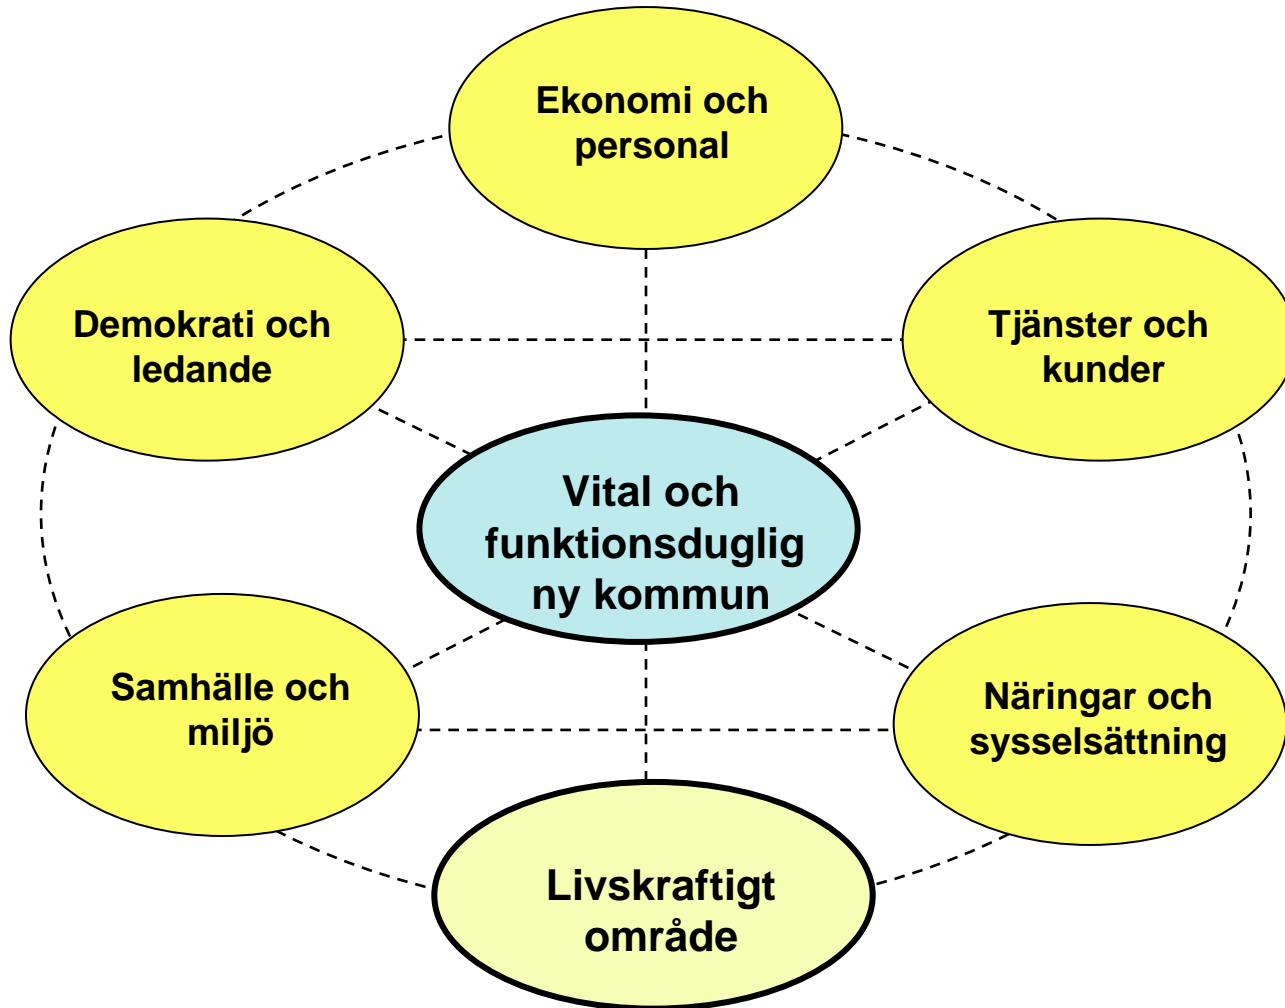 Ekonomi och
personal
Demokrati och
ledande
Tjänster och
kunder
Vital och
funktionsduglig
ny kommun
Samhälle och
miljö
Näringar och
sysselsättning
Livskraftigt
område